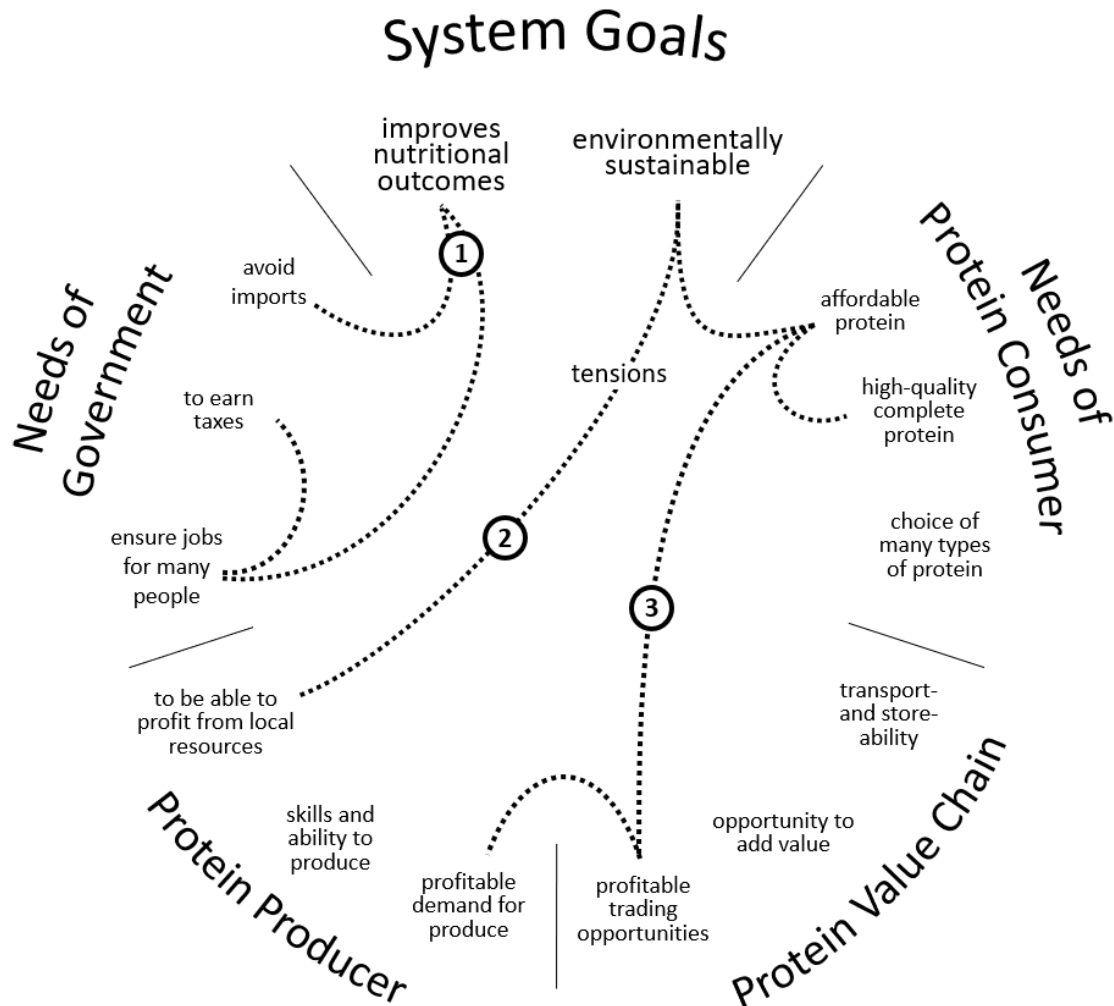 System Goals
improves
nutritional
outcomes
environmentally
sustainable
1
Needs of
Government
avoid
imports
to earn
taxes
ensure jobs
for many
people
tensions
2
3
Needs of
Protein Consumer
affordable
protein
high-quality
complete
protein
choice of
many types
of protein
to be able to
profit from local
resources
skills and
ability to
produce
profitable
demand for
produce
Protein Producer
profitable
trading
opportunities
opportunity to
add value
transport-
and store-
ability
Protein Value Chain